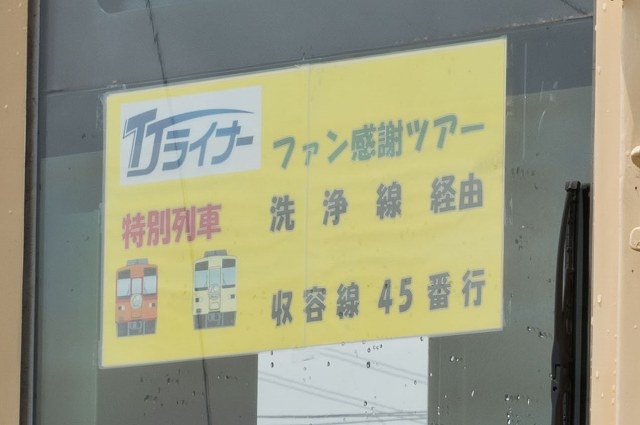 TJライナー
ファン感謝ツアー
特別列車
洗浄線経由
収容線45番行